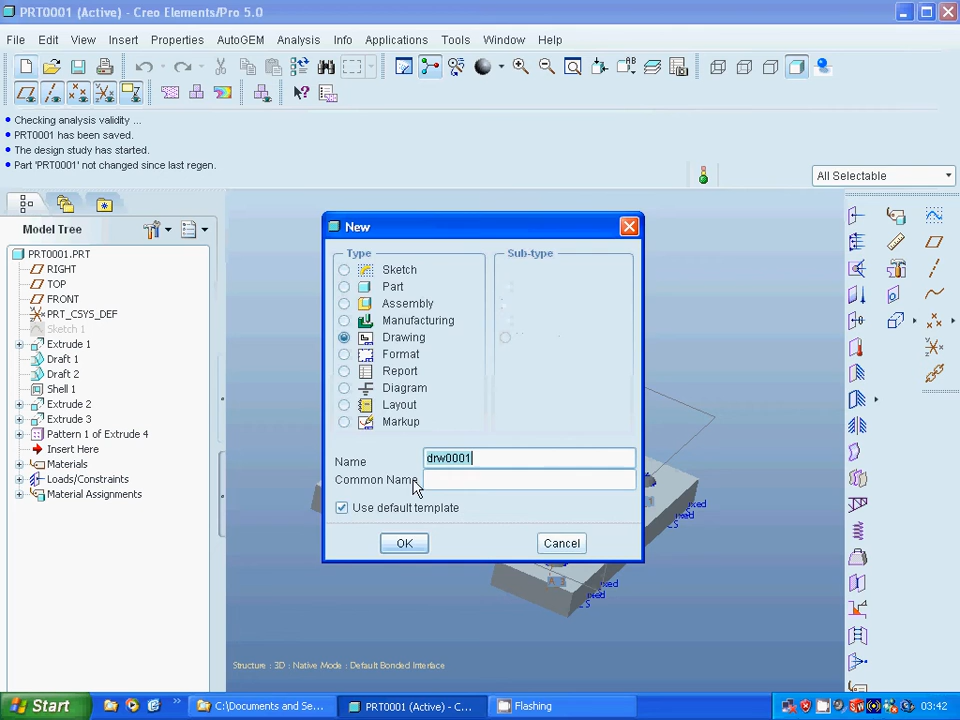 PRT0001 (Active) - Creo Elements/Pro 5.0
File Edit View Insert Properties AutoGEM Analysis Info Applications Tools Window Help
Checking analysis validity ...
PRT0001 has been saved.
The design study has started.
Part 'PRT0001' not changed since last regen.
All Selectable
Model Tree
PRT0001.PRT
RIGHT
TOP
FRONT
PRT_CSYS_DEF
Sketch 1
Extrude 1
Draft 1
Draft 2
Shell 1
Extrude 2
Extrude 3
Pattern 1 of Extrude 4
Insert Here
Materials
Loads/Constraints
Material Assignments
New
Type
Sketch
Part
Assembly
Manufacturing
Drawing
Format
Report
Diagram
Layout
Markup
Sub-type
Name drw0001
Common Name
Use default template
OK Cancel
Structure : 3D : Native Mode : Default Bonded Interface
Start
C:\Documents and Se...
PRT0001 (Active) - C...
Flashing
03:42